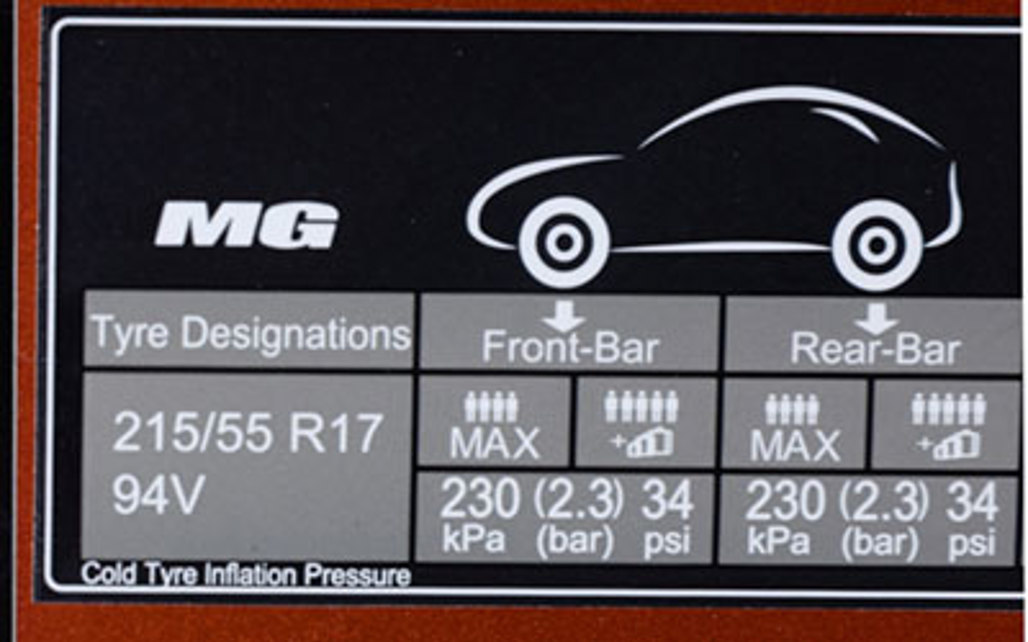 MG
Tyre Designations
Front-Bar
Rear-Bar
215/55 R17
94V
MAX
+
MAX
+
230 (2.3) 34
kPa (bar) psi
230 (2.3) 34
kPa (bar) psi
Cold Tyre Inflation Pressure